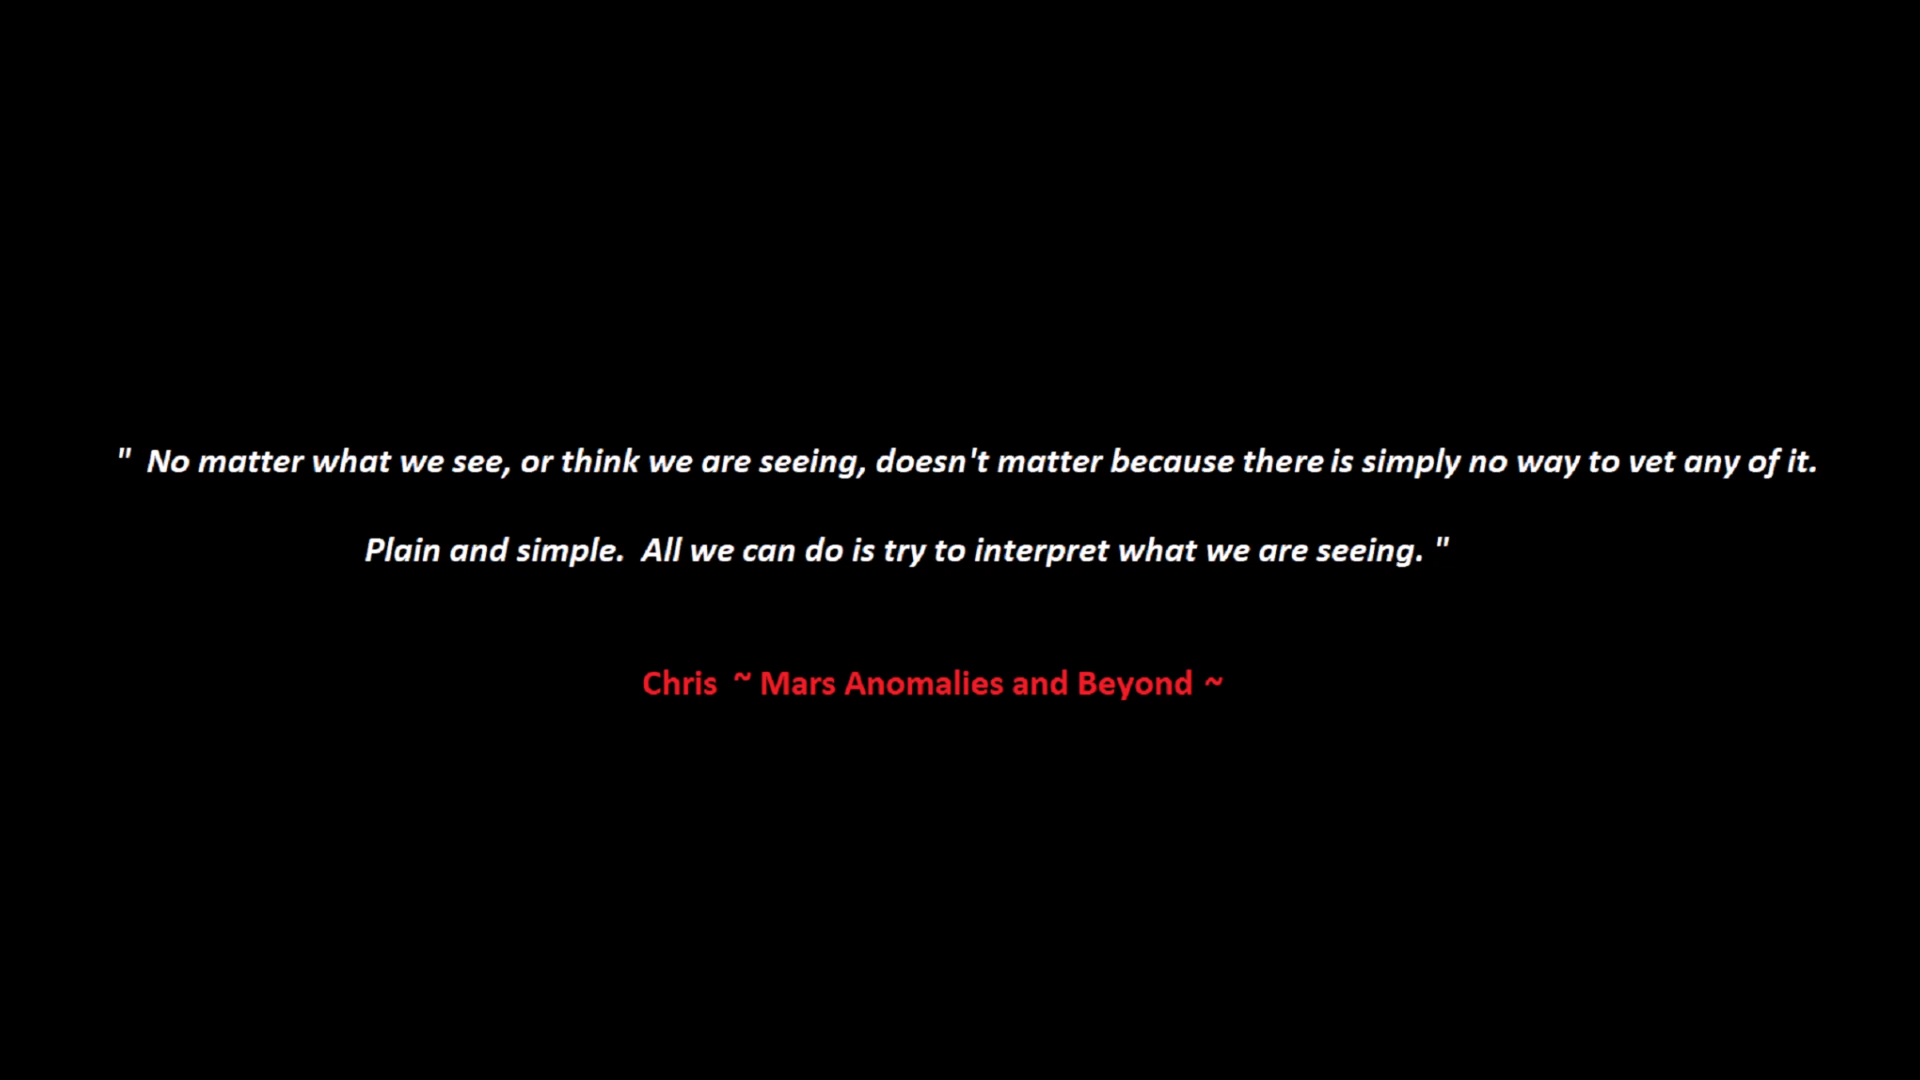 " No matter what we see, or think we are seeing, doesn't matter because there is simply no way to vet any of it.
Plain and simple. All we can do is try to interpret what we are seeing. "
Chris ~ Mars Anomalies and Beyond ~